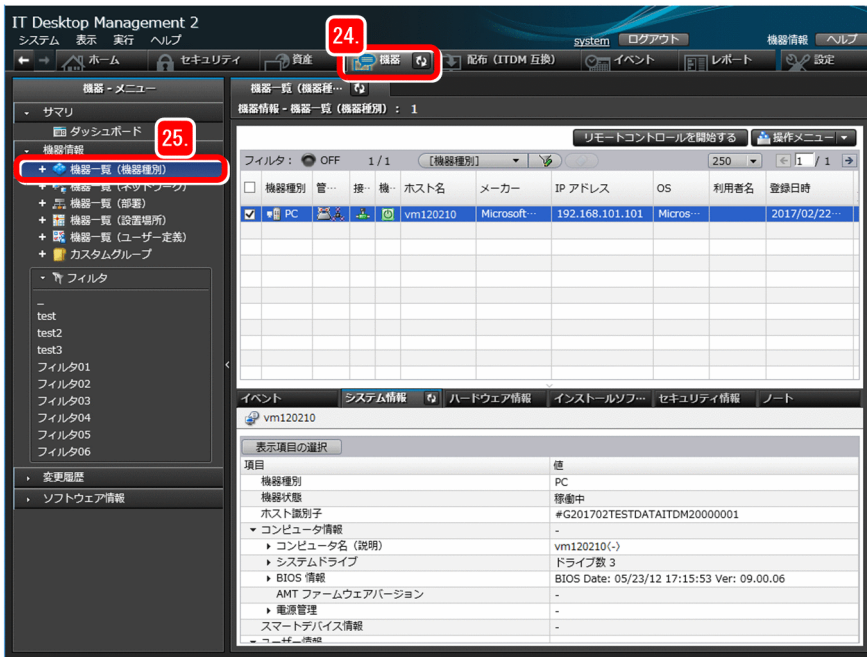 IT Desktop Management 2
システム 表示 実行 ヘルプ
24.
system ログアウト 機器情報 ヘルプ
ホーム セキュリティ 資産 機器 配布 (ITDM 互換) イベント レポート 設定
機器 - メニュー
サマリ
ダッシュボード
25.
機器情報
機器一覧 (機器種別)
機器一覧 (ネットワーク)
機器一覧 (部署)
機器一覧 (設置場所)
機器一覧 (ユーザー定義)
カスタムグループ
フィルタ
_
test
test2
test3
フィルタ01
フィルタ02
フィルタ03
フィルタ04
フィルタ05
フィルタ06
変更履歴
ソフトウェア情報
機器一覧 (機器種…
機器情報 - 機器一覧 (機器種別) : 1
リモートコントロールを開始する 操作メニュー
フィルタ: OFF 1 / 1 [機器種別] 250 1 / 1
機器種別 管… 接… 機… ホスト名 メーカー IP アドレス OS 利用者名 登録日時
PC vm120210 Microsoft… 192.168.101.101 Micros… 2017/02/22…
イベント システム情報 ハードウェア情報 インストールソフ… セキュリティ情報 ノート
vm120210
表示項目の選択
項目 値
機器種別 PC
機器状態 稼働中
ホスト識別子 #G201702TESTDATAITDM20000001
コンピュータ情報 -
コンピュータ名 (説明) vm120210(-)
システムドライブ ドライブ数 3
BIOS 情報 BIOS Date: 05/23/12 17:15:53 Ver: 09.00.06
AMT ファームウェアバージョン -
電源管理 -
スマートデバイス情報 -
ユーザー情報 -